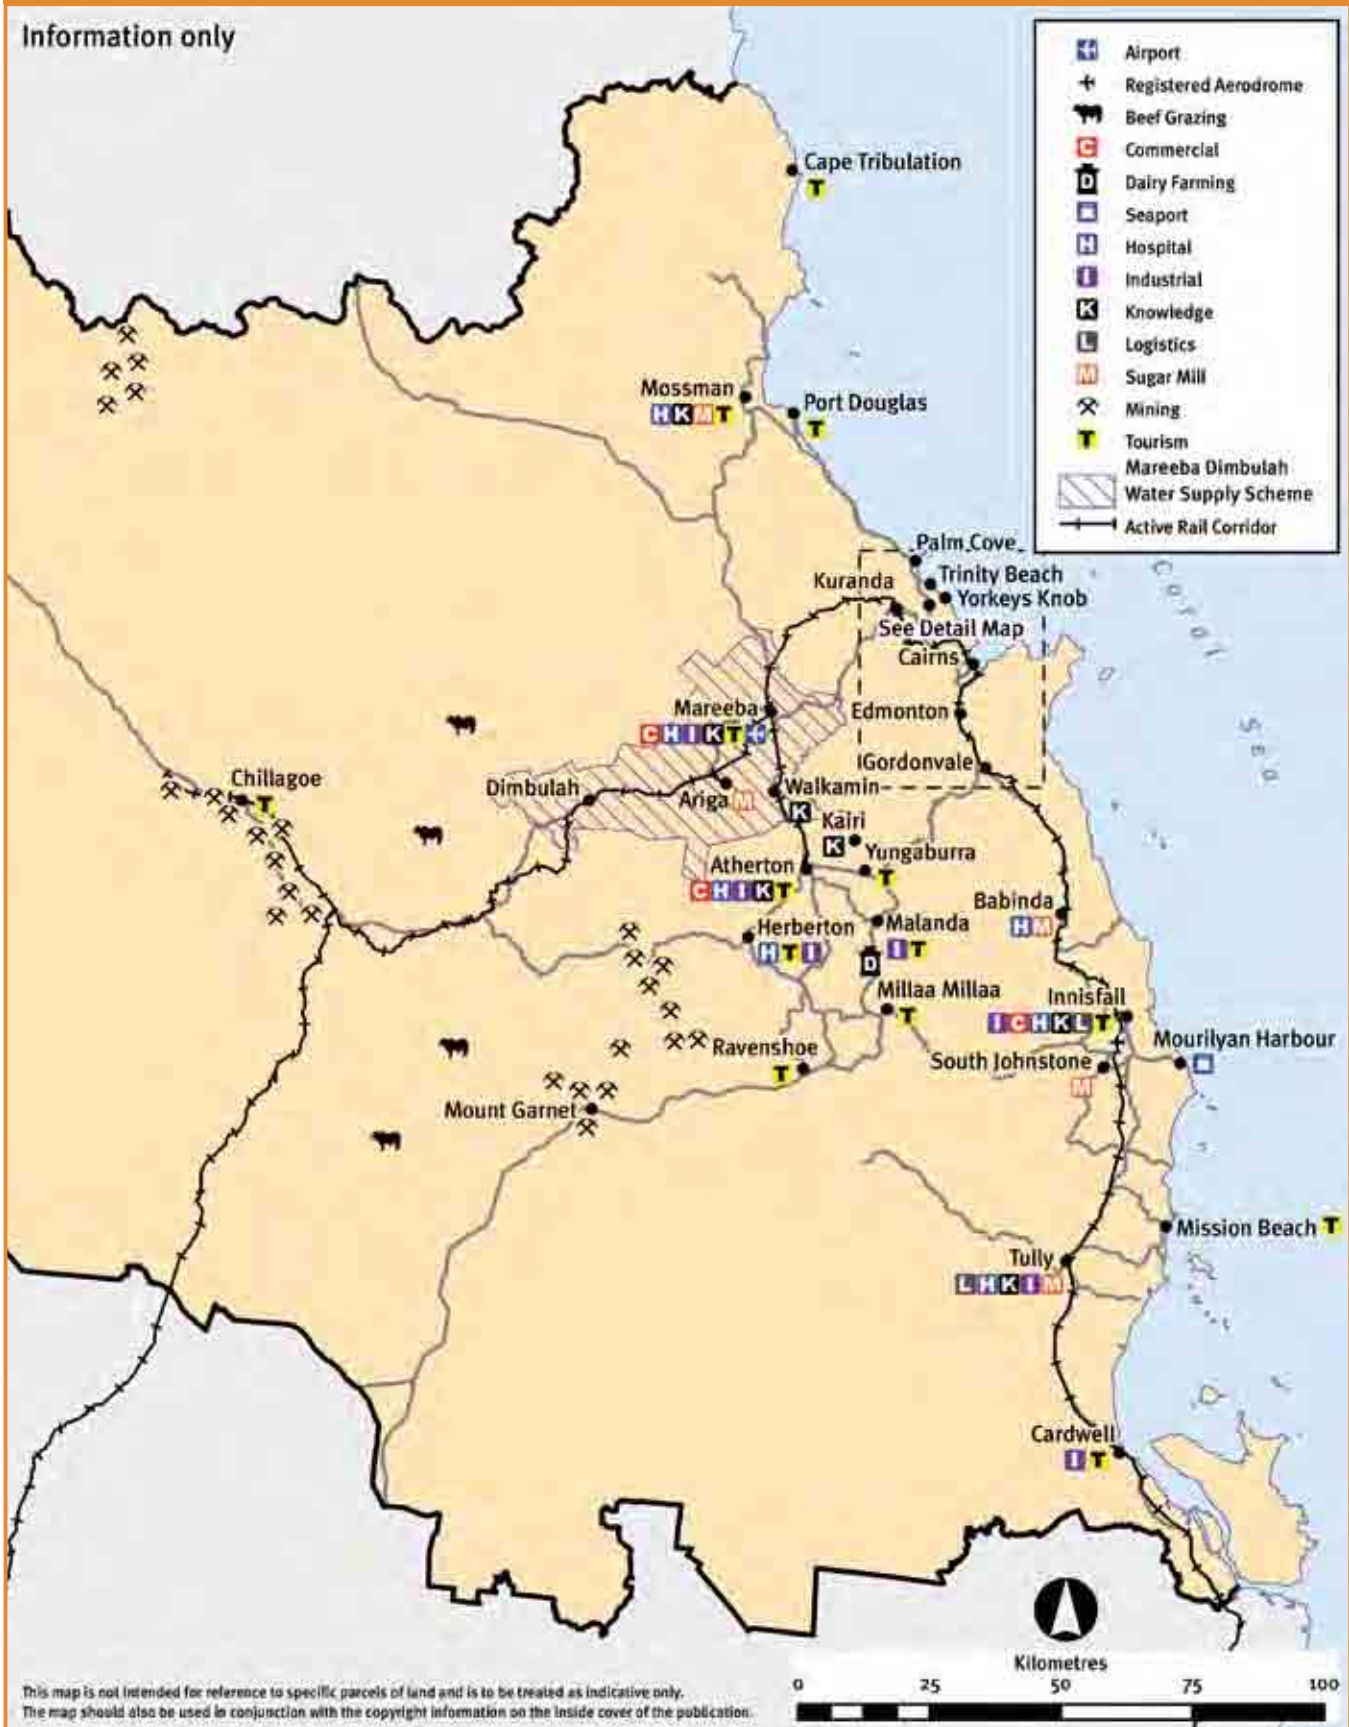 Information only
Airport
Registered Aerodrome
Beef Grazing
C Commercial
D Dairy Farming
Seaport
H Hospital
I Industrial
K Knowledge
L Logistics
M Sugar Mill
Mining
T Tourism
Mareeba Dimbulah
Water Supply Scheme
Active Rail Corridor
Cape Tribulation
T
Mossman
HKMT
Port Douglas
T
Palm Cove
Trinity Beach
Kuranda
Yorkeys Knob
See Detail Map
Cairns
Coral Sea
Mareeba
CHIKT
Edmonton
Gordonvale
Chillagoe
T
Dimbulah
Ariga M
Walkamin
K
Kairi
K
Yungaburra
T
Atherton
CHIKT
Babinda
HM
Herberton
HTI
Malanda
IT
D
Millaa Millaa
T
Innisfail
ICHKLT
Mourilyan Harbour
Ravenshoe
T
South Johnstone
M
Mount Garnet
Mission Beach T
Tully
LHKIM
Cardwell
IT
Kilometres
0 25 50 75 100
This map is not intended for reference to specific parcels of land and is to be treated as indicative only.
The map should also be used in conjunction with the copyright information on the inside cover of the publication.